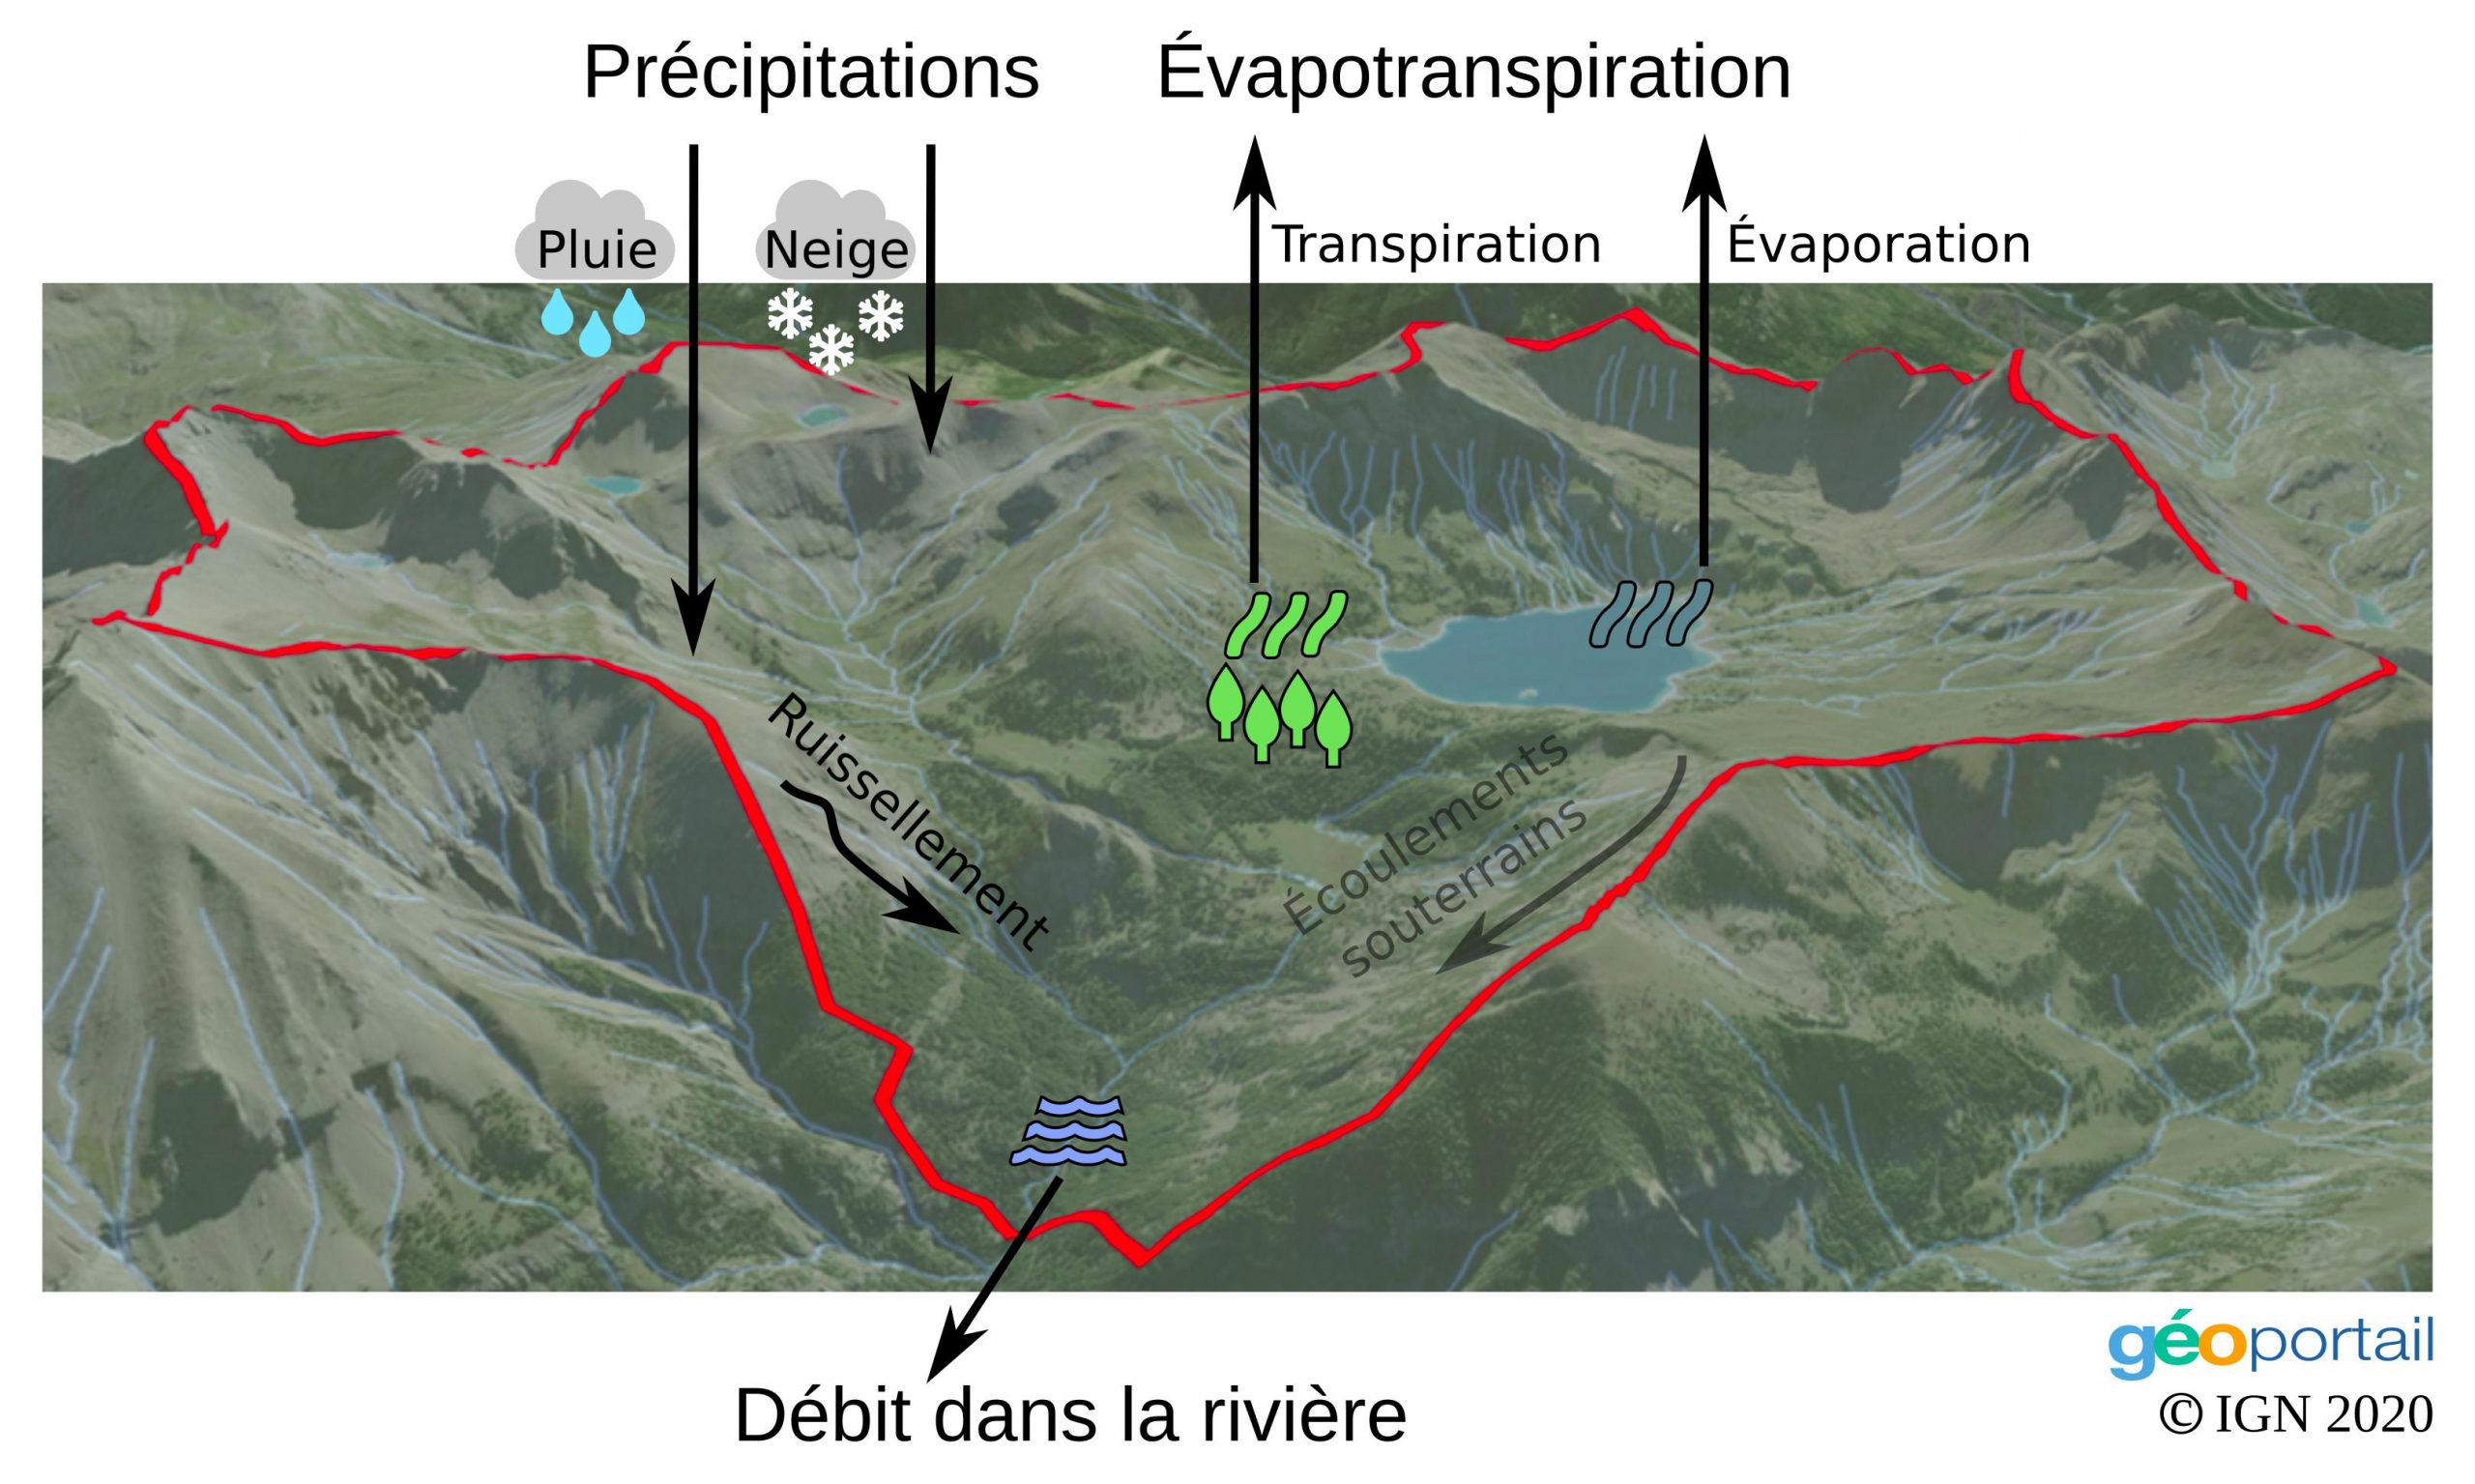 Précipitations
Évapotranspiration
Pluie
Neige
Transpiration
Évaporation
Ruissellement
Écoulements
souterrains
Débit dans la rivière
géoportail
© IGN 2020